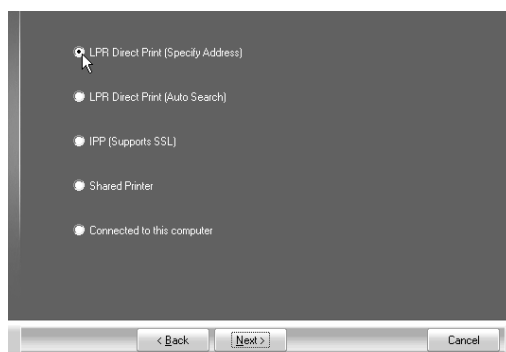 LPR Direct Print (Specify Address)
LPR Direct Print (Auto Search)
IPP (Supports SSL)
Shared Printer
Connected to this computer
< Back Next > Cancel